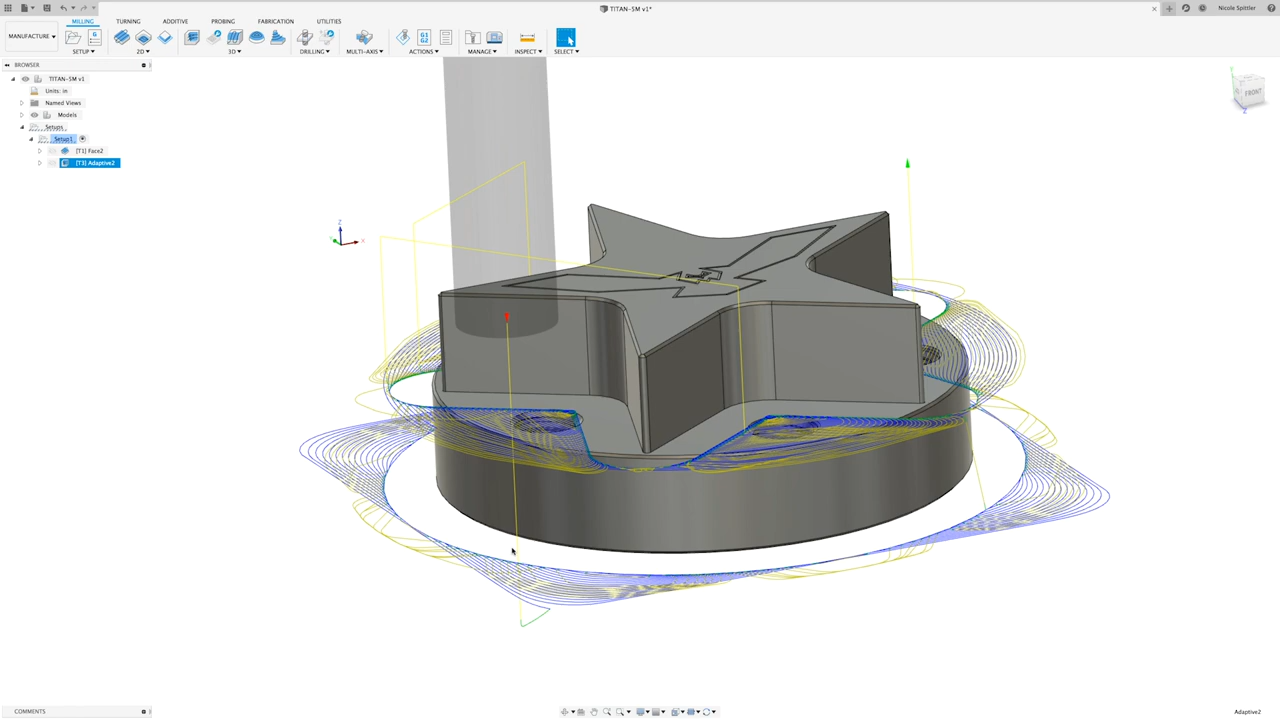 TITAN-5M v1*
Nicole Spittler
MANUFACTURE
MILLING
TURNING
ADDITIVE
PROBING
FABRICATION
UTILITIES
SETUP
2D
3D
DRILLING
MULTI-AXIS
ACTIONS
MANAGE
INSPECT
SELECT
G1
G2
BROWSER
TITAN-5M v1
Units: in
Named Views
Models
Setups
Setup1
[T1] Face2
[T3] Adaptive2
FRONT
Z
X
Z
COMMENTS
Adaptive2